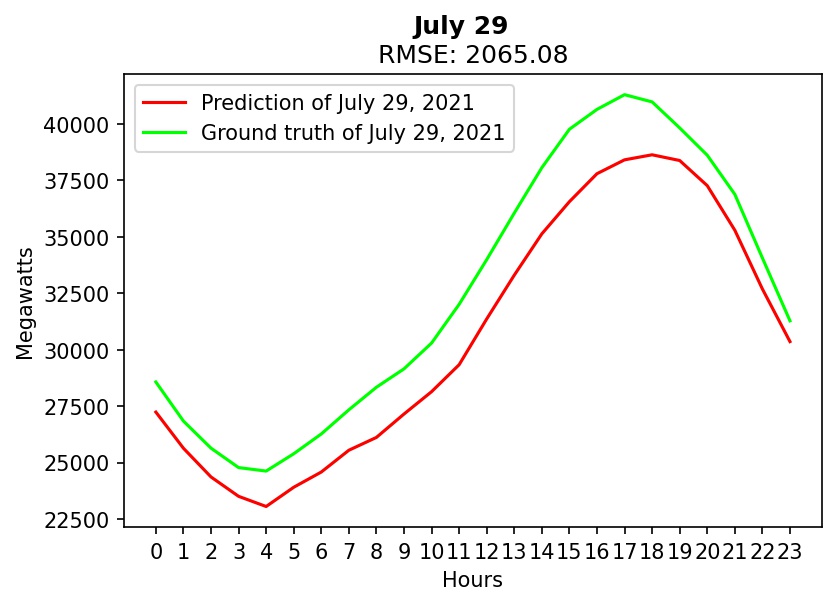 July 29
RMSE: 2065.08
Prediction of July 29, 2021
Ground truth of July 29, 2021
Megawatts
40000
37500
35000
32500
30000
27500
25000
22500
0 1 2 3 4 5 6 7 8 9 10 11 12 13 14 15 16 17 18 19 20 21 22 23
Hours